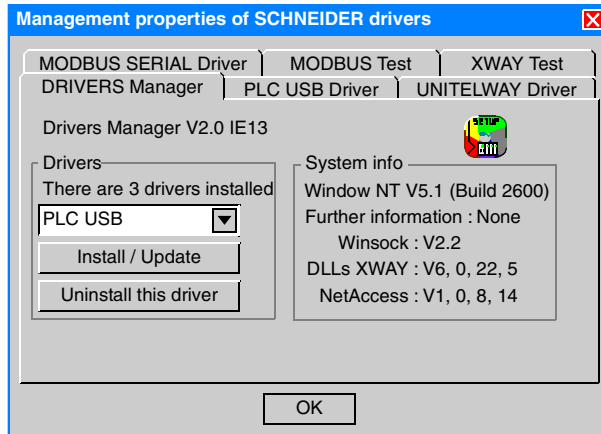 Management properties of SCHNEIDER drivers
MODBUS SERIAL Driver
MODBUS Test
XWAY Test
DRIVERS Manager
PLC USB Driver
UNITELWAY Driver
Drivers Manager V2.0 IE13
SETUP
Drivers
There are 3 drivers installed
PLC USB
Install / Update
Uninstall this driver
System info
Window NT V5.1 (Build 2600)
Further information : None
Winsock : V2.2
DLLs XWAY : V6, 0, 22, 5
NetAccess : V1, 0, 8, 14
OK